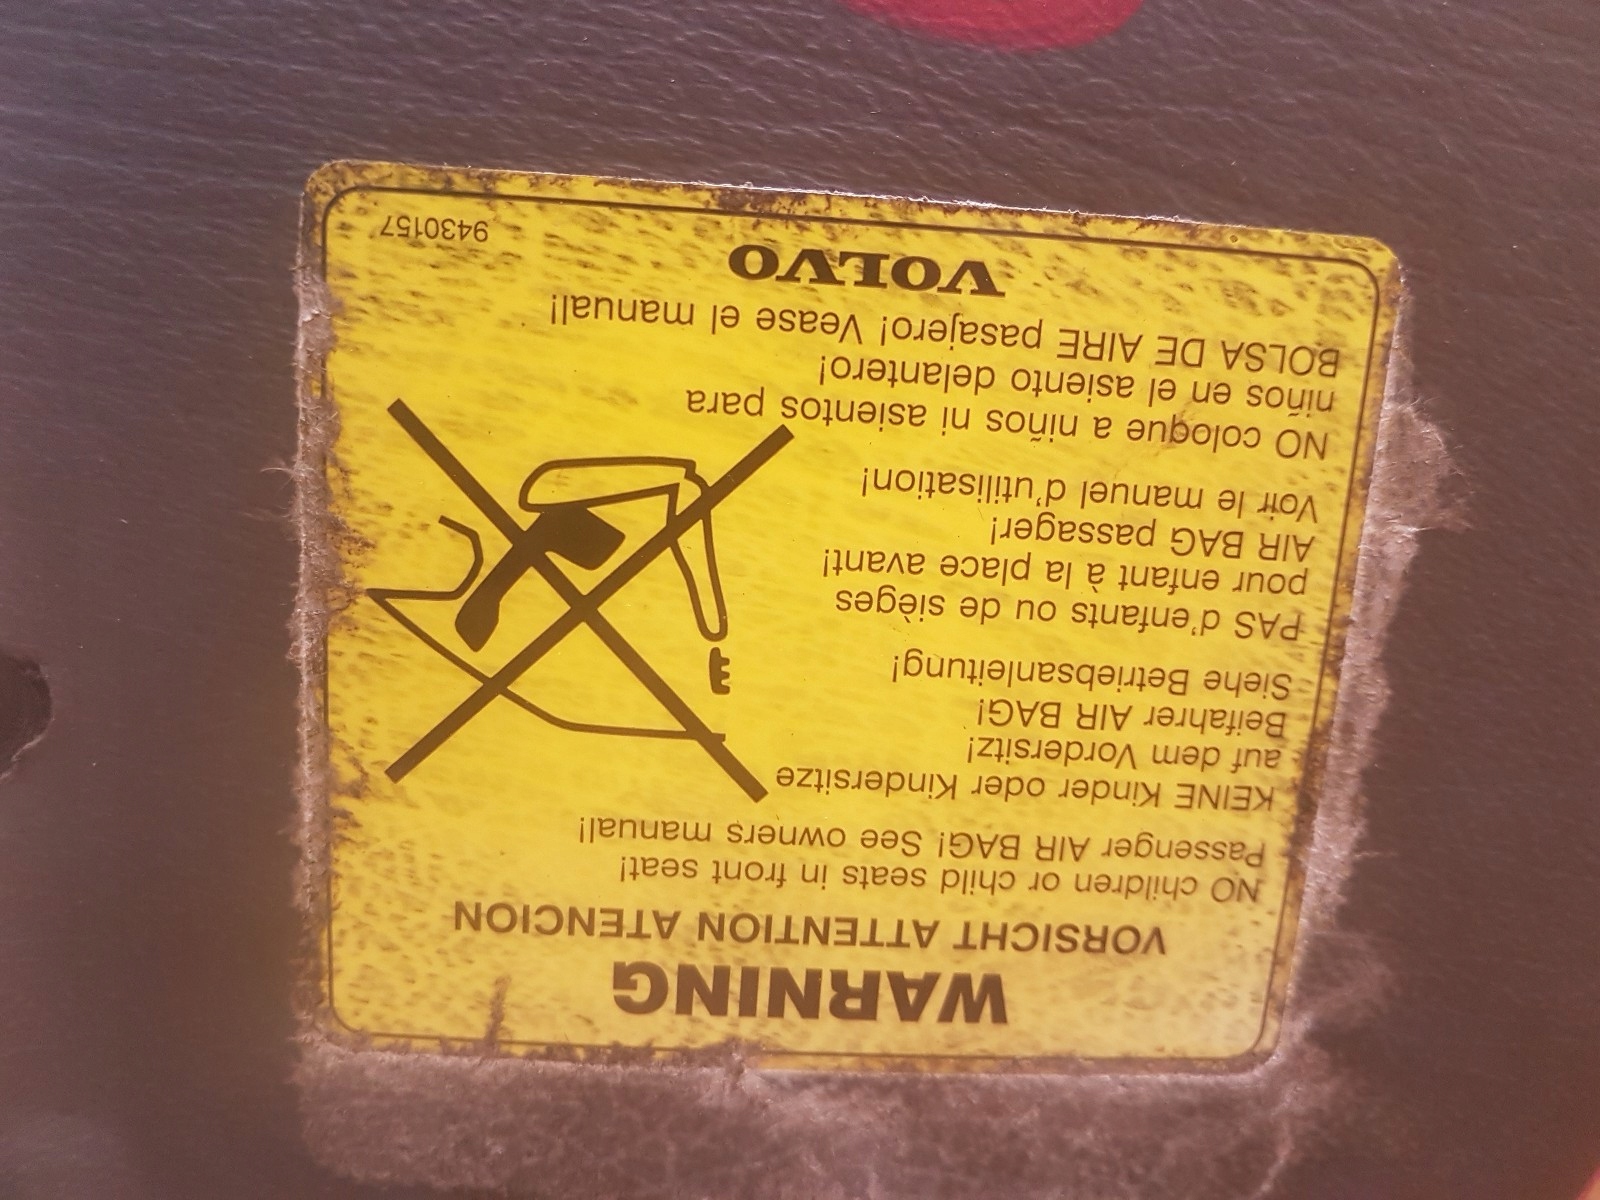 WARNING
VORSICHT ATTENTION ATENCION
NO children or child seats in front seat!
Passenger AIR BAG! See owners manual!
KEINE Kinder oder Kindersitze
auf dem Vordersitz!
Beifahrer AIR BAG!
Siehe Betriebsanleitung!
PAS d'enfants ou de sièges
pour enfant à la place avant!
AIR BAG passager!
Voir le manuel d'utilisation!
NO coloque a niños ni asientos para
niños en el asiento delantero!
BOLSA DE AIRE pasajero! Vease el manual!
VOLVO
9430157